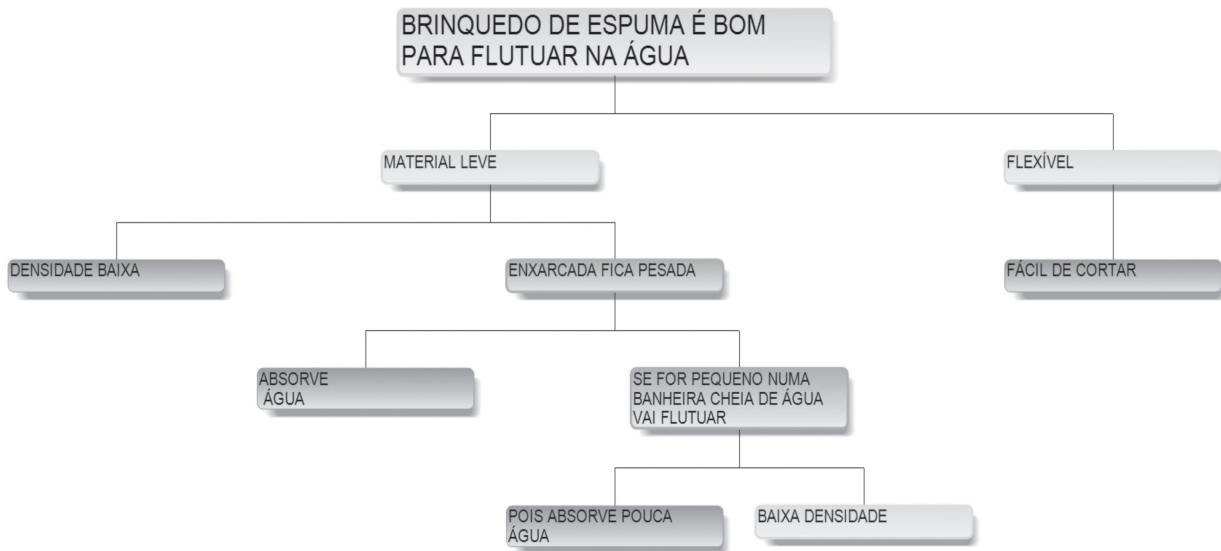 BRINQUEDO DE ESPUMA É BOM
PARA FLUTUAR NA ÁGUA
MATERIAL LEVE
FLEXÍVEL
DENSIDADE BAIXA
ENXARCADA FICA PESADA
FÁCIL DE CORTAR
ABSORVE
ÁGUA
SE FOR PEQUENO NUMA
BANHEIRA CHEIA DE ÁGUA
VAI FLUTUAR
POIS ABSORVE POUCA
ÁGUA
BAIXA DENSIDADE